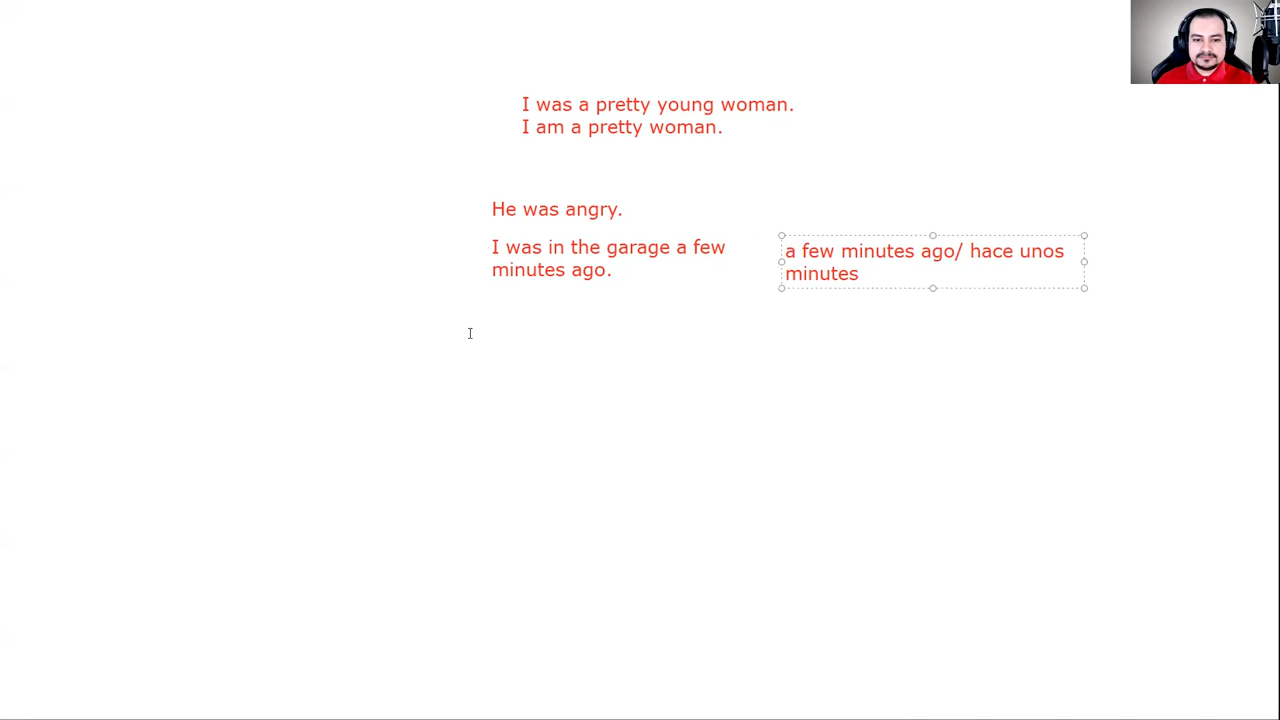 I was a pretty young woman.
I am a pretty woman.
He was angry.
I was in the garage a few
minutes ago.
a few minutes ago/ hace unos
minutes